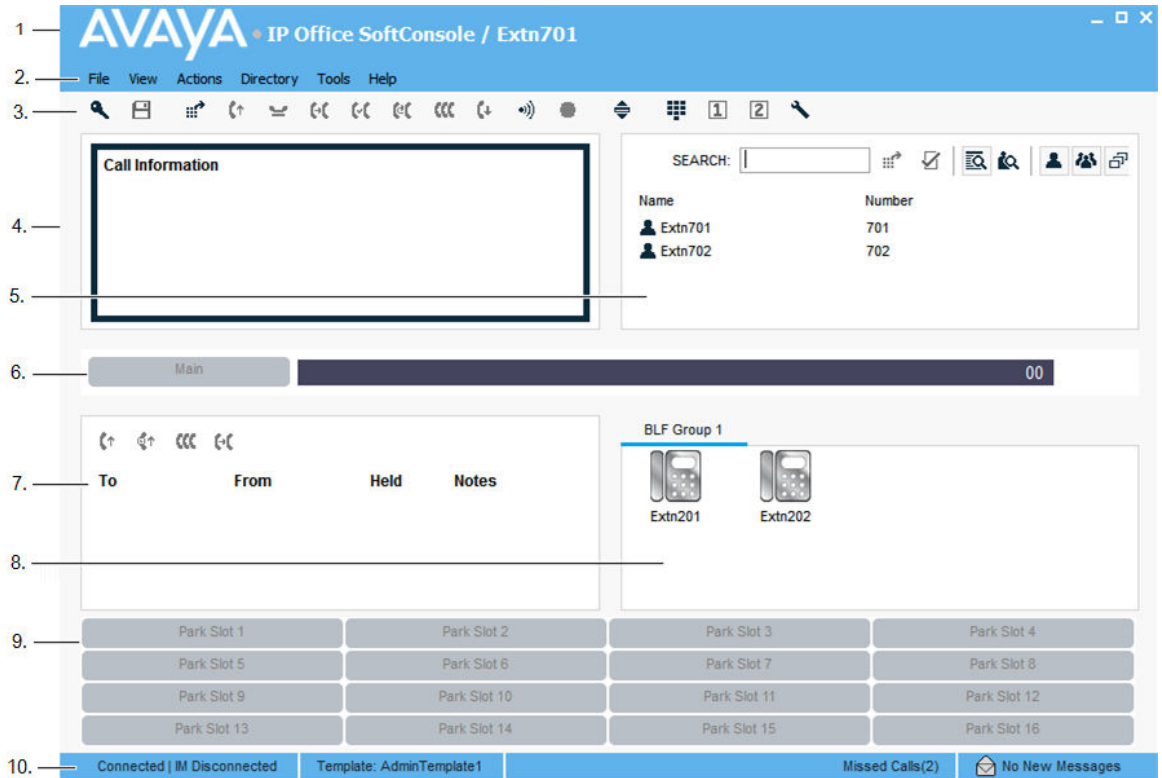 1
AVAYA • IP Office SoftConsole / Extn701
2.
File View Actions Directory Tools Help
3.
1 2
4.
Call Information
SEARCH:
Name Number
Extn701 701
Extn702 702
5.
6.
Main 00
7.
To From Held Notes
BLF Group 1
Extn201 Extn202
8.
9.
Park Slot 1 Park Slot 2 Park Slot 3 Park Slot 4
Park Slot 5 Park Slot 6 Park Slot 7 Park Slot 8
Park Slot 9 Park Slot 10 Park Slot 11 Park Slot 12
Park Slot 13 Park Slot 14 Park Slot 15 Park Slot 16
10.
Connected | IM Disconnected Template: AdminTemplate1 Missed Calls(2) No New Messages